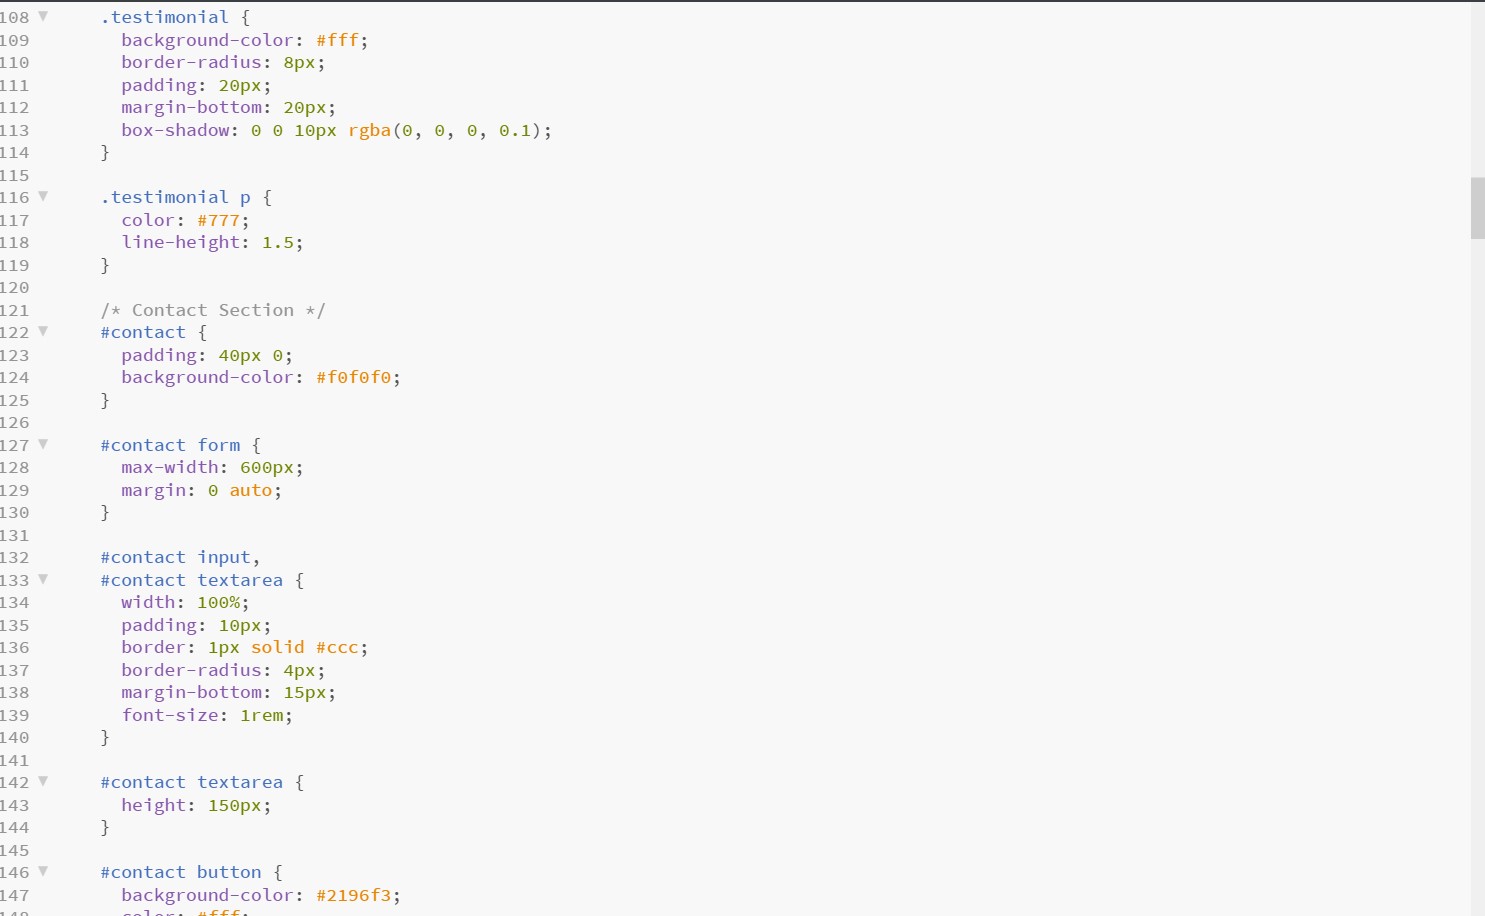 108 ▼ .testimonial {
109 background-color: #fff;
110 border-radius: 8px;
111 padding: 20px;
112 margin-bottom: 20px;
113 box-shadow: 0 0 10px rgba(0, 0, 0, 0.1);
114 }
115
116 ▼ .testimonial p {
117 color: #777;
118 line-height: 1.5;
119 }
120
121 /* Contact Section */
122 ▼ #contact {
123 padding: 40px 0;
124 background-color: #f0f0f0;
125 }
126
127 ▼ #contact form {
128 max-width: 600px;
129 margin: 0 auto;
130 }
131
132 #contact input,
133 ▼ #contact textarea {
134 width: 100%;
135 padding: 10px;
136 border: 1px solid #ccc;
137 border-radius: 4px;
138 margin-bottom: 15px;
139 font-size: 1rem;
140 }
141
142 ▼ #contact textarea {
143 height: 150px;
144 }
145
146 ▼ #contact button {
147 background-color: #2196f3;
148 color: #fff;